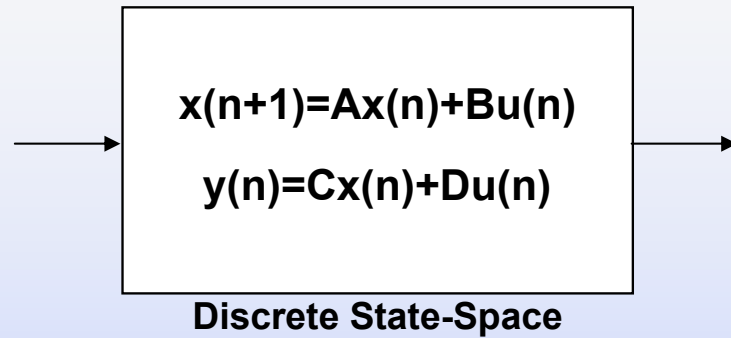 x(n+1)=Ax(n)+Bu(n)
y(n)=Cx(n)+Du(n)
Discrete State-Space